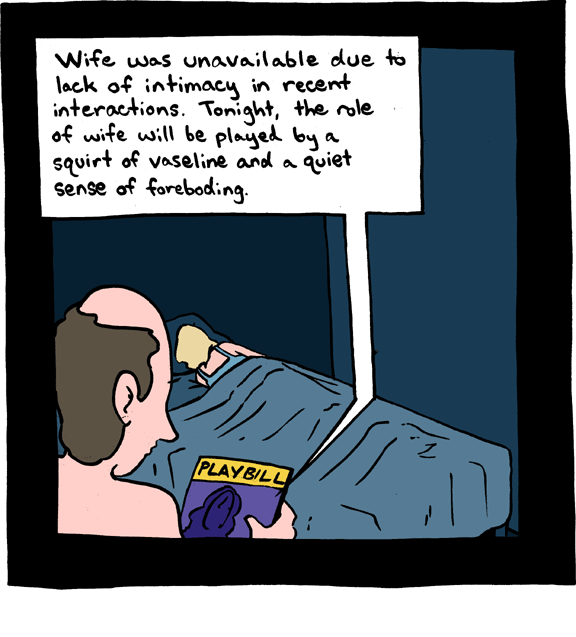 Wife was unavailable due to
lack of intimacy in recent
interactions. Tonight, the role
of wife will be played by a
squirt of vaseline and a quiet
sense of foreboding.
PLAYBILL